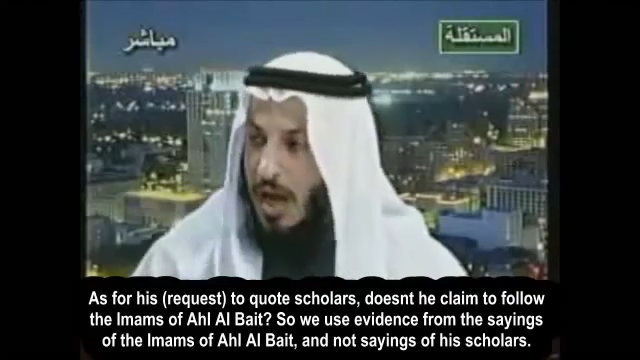 مباشر
المستقلة
As for his (request) to quote scholars, doesnt he claim to follow
the Imams of Ahl Al Bait? So we use evidence from the sayings
of the Imams of Ahl Al Bait, and not sayings of his scholars.